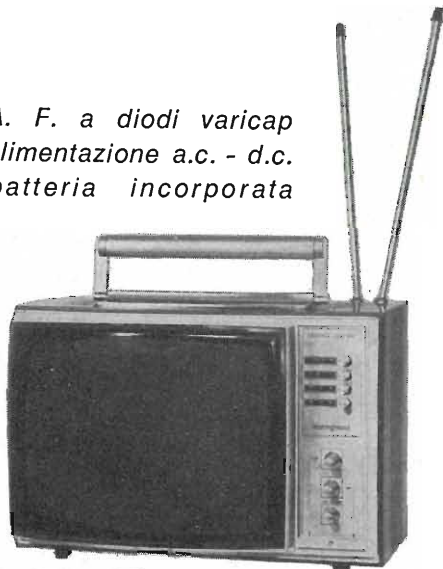 A. F. a diodi varicap
limentazione a.c. - d.c.
batteria incorporata